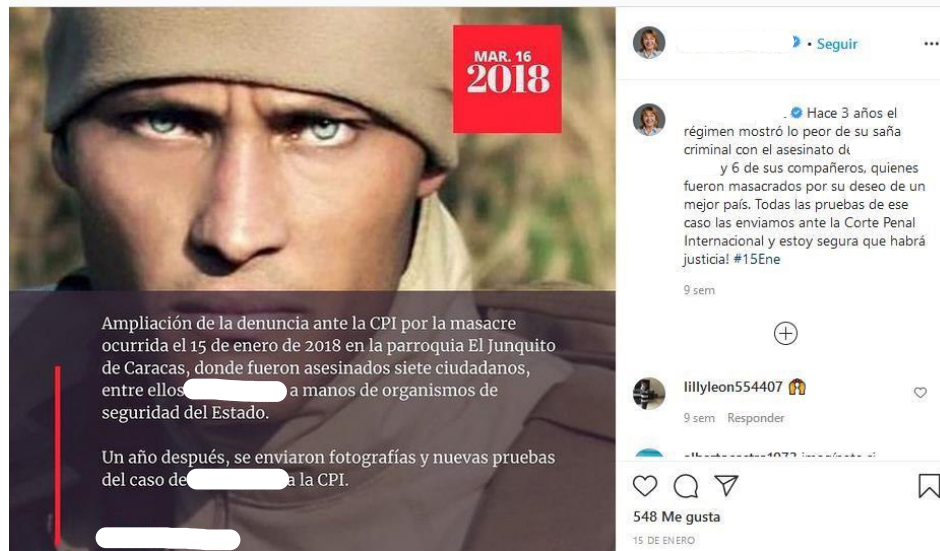 MAR. 16
2018
Ampliación de la denuncia ante la CPI por la masacre
ocurrida el 15 de enero de 2018 en la parroquia El Junquito
de Caracas, donde fueron asesinados siete ciudadanos,
entre ellos a manos de organismos de
seguridad del Estado.
Un año después, se enviaron fotografías y nuevas pruebas
del caso de a la CPI.
• Seguir
Hace 3 años el
régimen mostró lo peor de su saña
criminal con el asesinato de
y 6 de sus compañeros, quienes
fueron masacrados por su deseo de un
mejor país. Todas las pruebas de ese
caso las enviamos ante la Corte Penal
Internacional y estoy segura que habrá
justicia! #15Ene
9 sem
lillyleon554407
9 sem Responder
548 Me gusta
15 DE ENERO